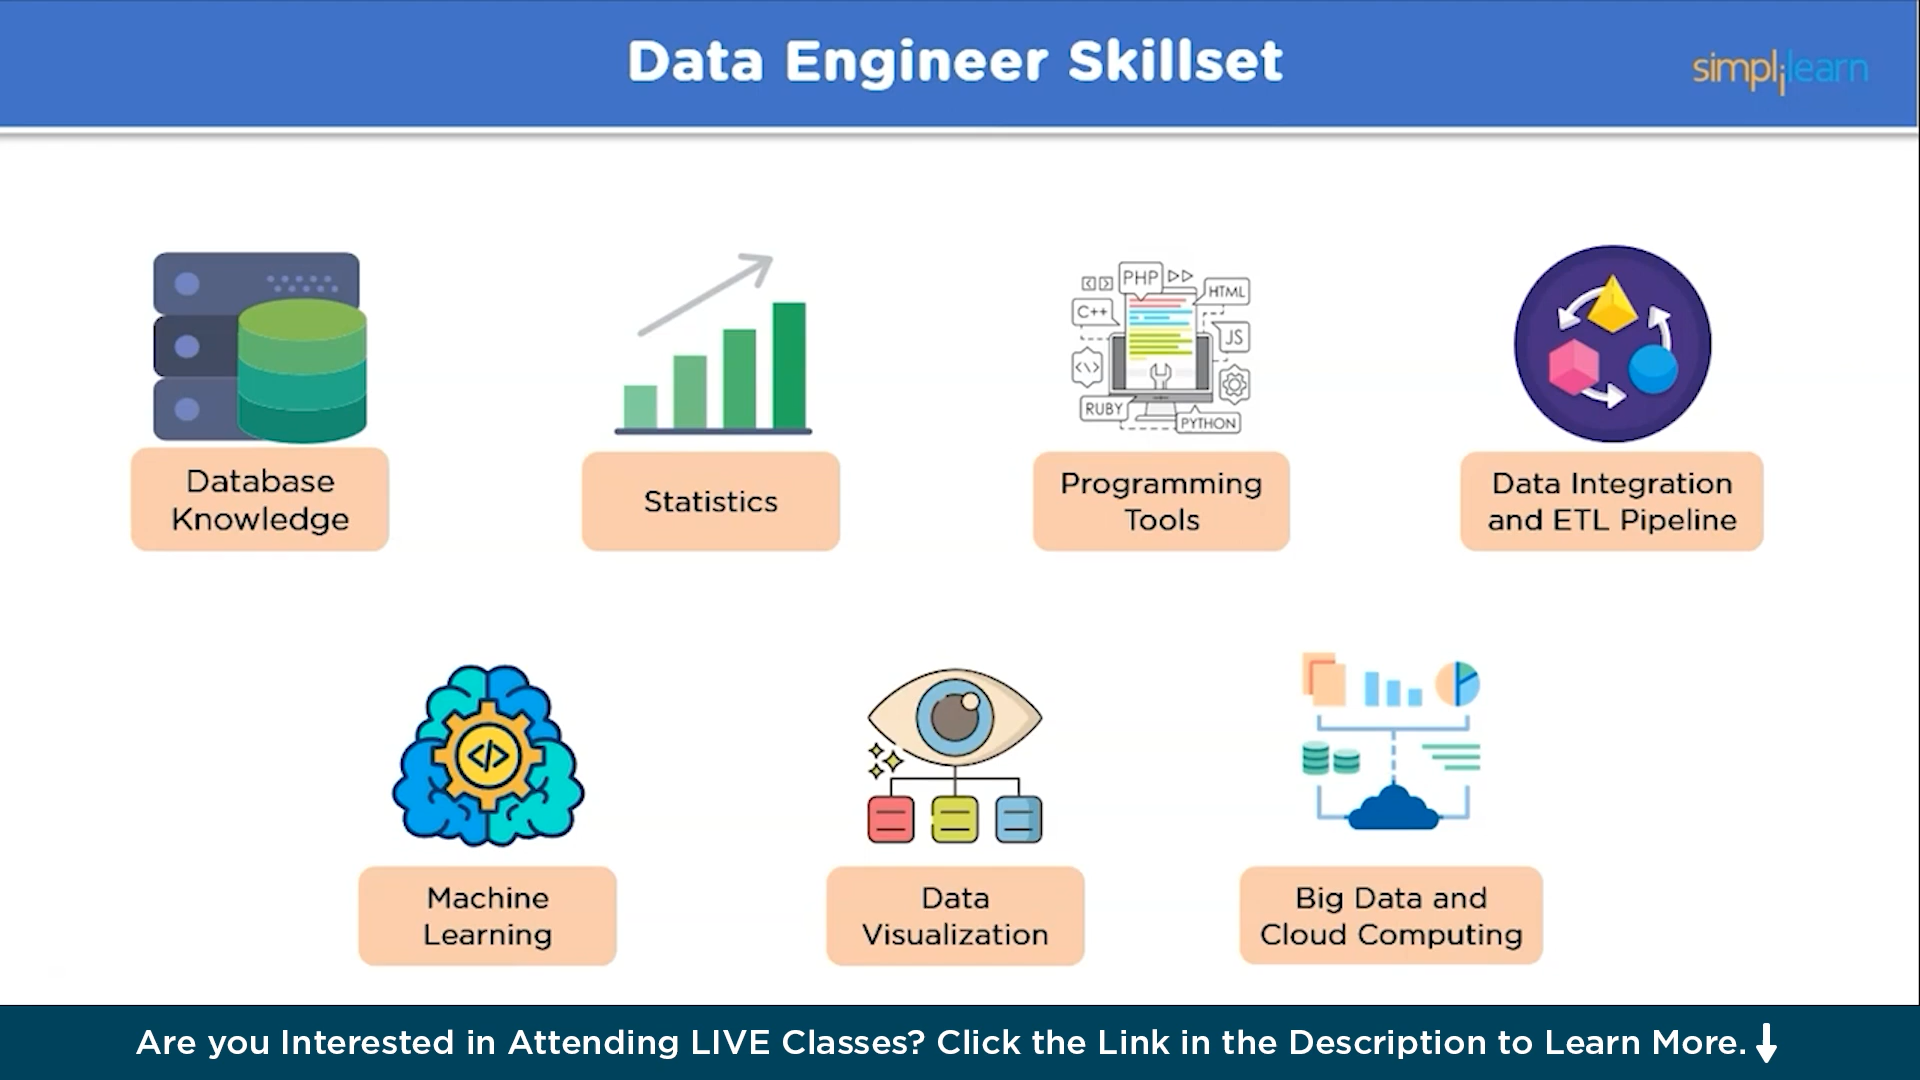 Data Engineer Skillset
simplilearn
PHP
HTML
C++
JS
RUBY
PYTHON
Database
Knowledge
Statistics
Programming
Tools
Data Integration
and ETL Pipeline
Machine
Learning
Data
Visualization
Big Data and
Cloud Computing
Are you Interested in Attending LIVE Classes? Click the Link in the Description to Learn More.